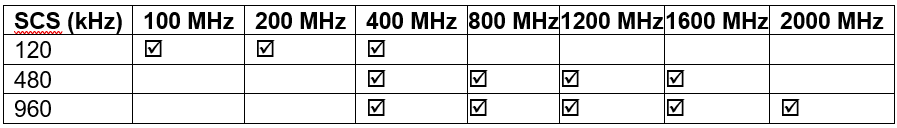 SCS (kHz) 100 MHz 200 MHz 400 MHz 800 MHz 1200 MHz 1600 MHz 2000 MHz
120 ☑ ☑ ☑
480 ☑ ☑ ☑ ☑
960 ☑ ☑ ☑ ☑ ☑